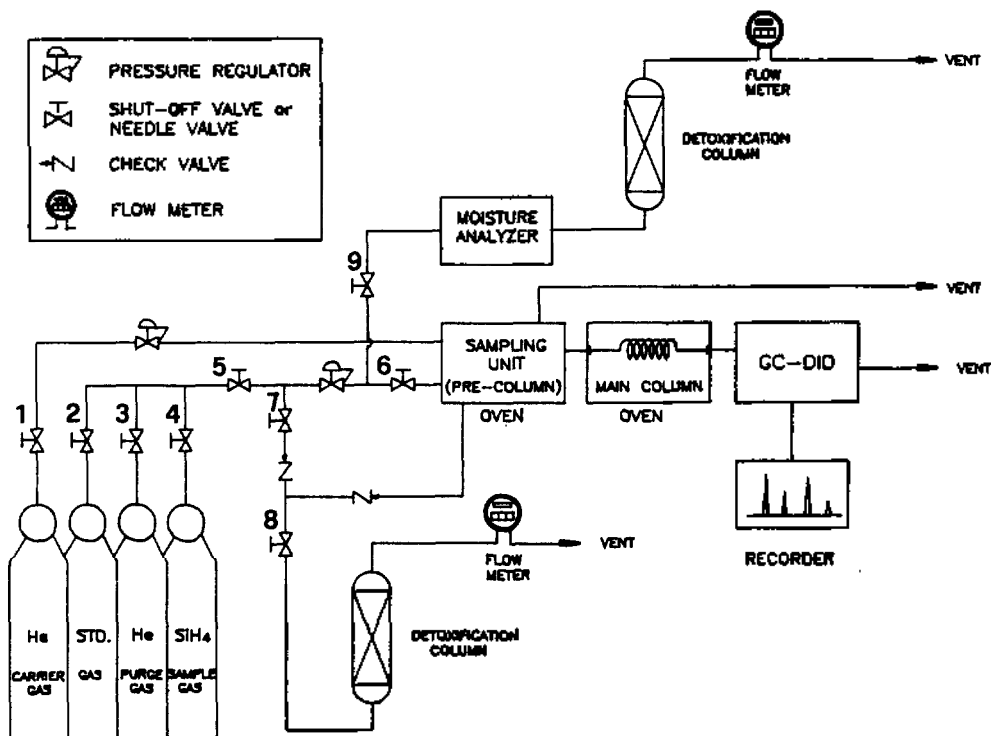 PRESSURE REGULATOR
SHUT-OFF VALVE or
NEEDLE VALVE
CHECK VALVE
FLOW METER
FLOW
METER
VENT
DETOXIFICATION
COLUMN
MOISTURE
ANALYZER
9
VENT
SAMPLING
UNIT
(PRE-COLUMN)
OVEN
MAIN COLUMN
OVEN
GC-DID
VENT
5
6
1
2
3
4
7
8
FLOW
METER
VENT
RECORDER
DETOXIFICATION
COLUMN
He
CARRIER
GAS
STD.
GAS
He
PURGE
GAS
SiH4
SAMPLE
GAS